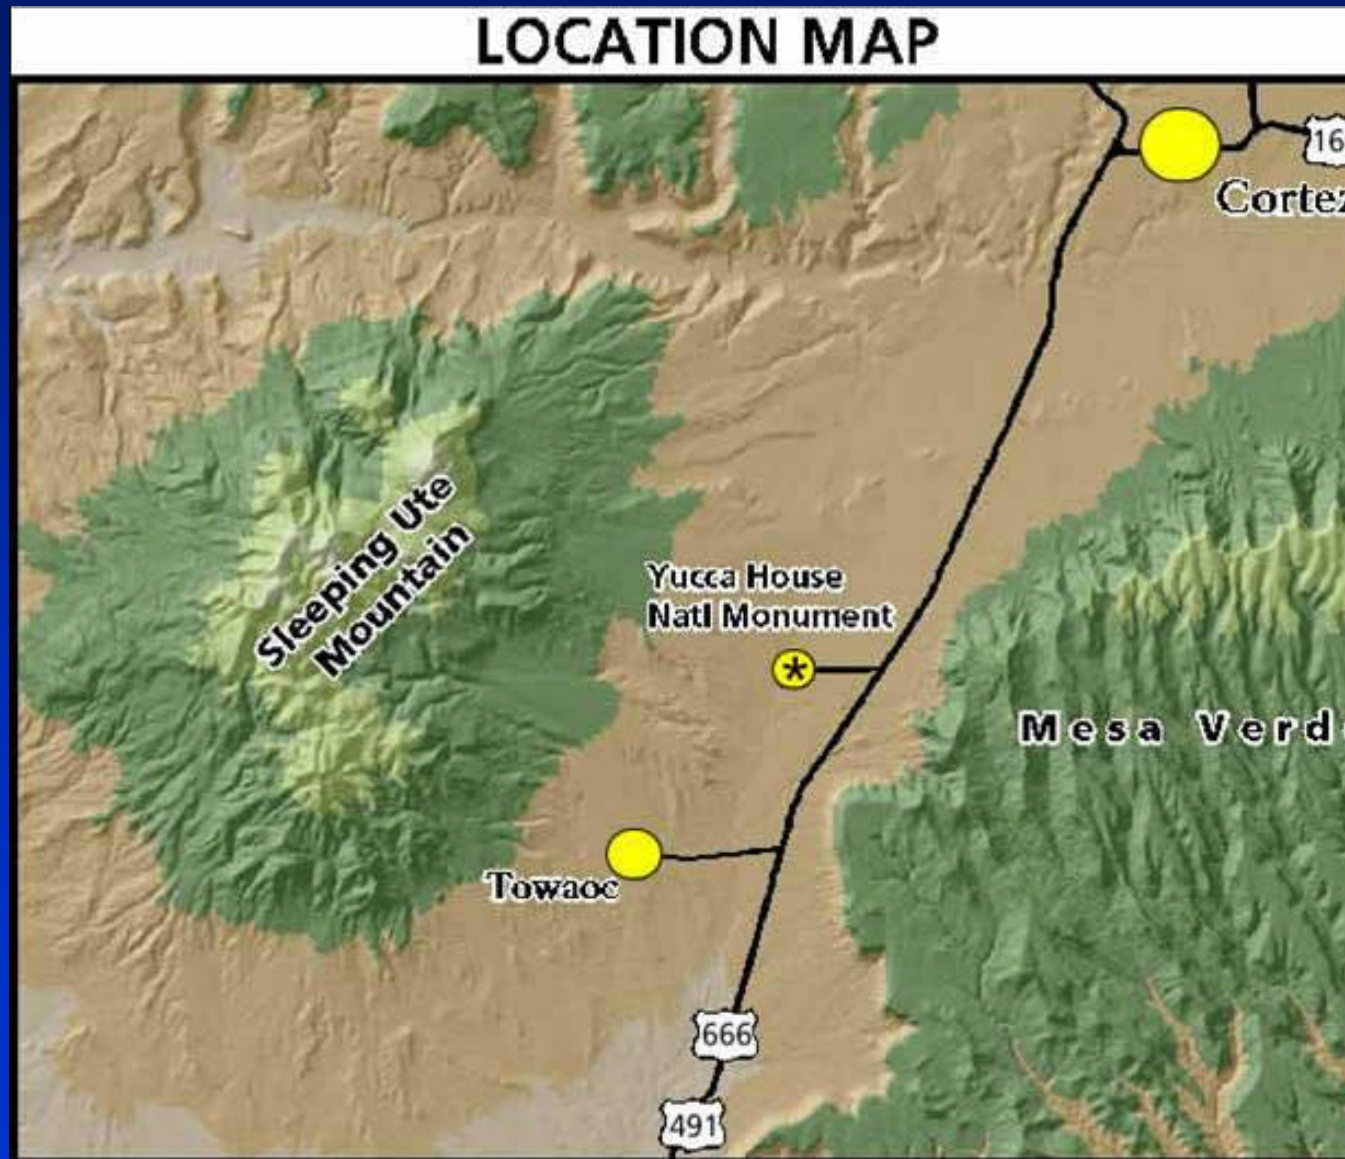 LOCATION MAP
16
Cortez
Sleeping Ute
Mountain
Yucca House
Natl Monument
*
Mesa Verd
Towaoc
666
491